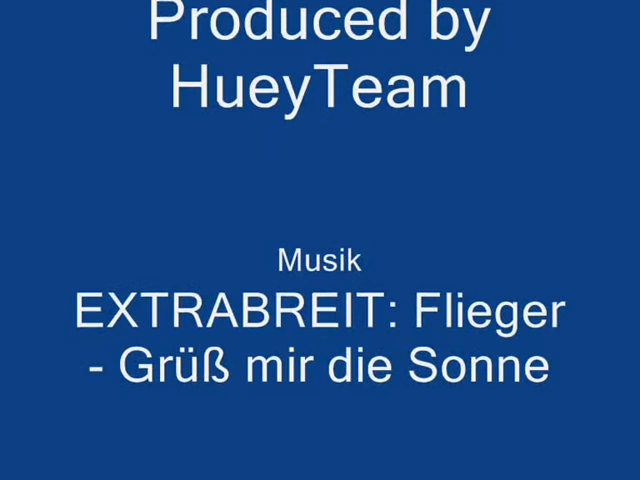 Produced by
HueyTeam
Musik
EXTRABREIT: Flieger
- Grüß mir die Sonne